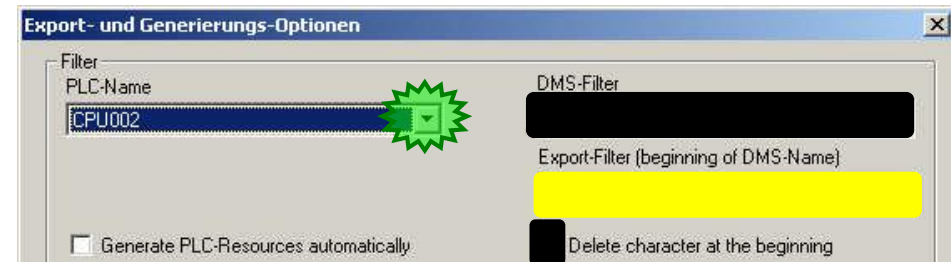 Export- und Generierungs-Optionen
Filter
PLC-Name
DMS-Filter
CPU002
Export-Filter (beginning of DMS-Name)
Generate PLC-Resources automatically
Delete character at the beginning